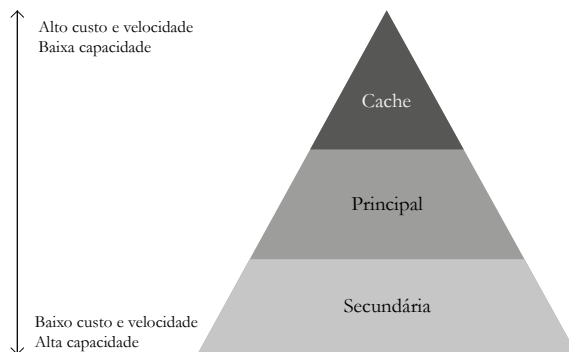 Alto custo e velocidade
Baixa capacidade
Cache
Principal
Secundária
Baixo custo e velocidade
Alta capacidade